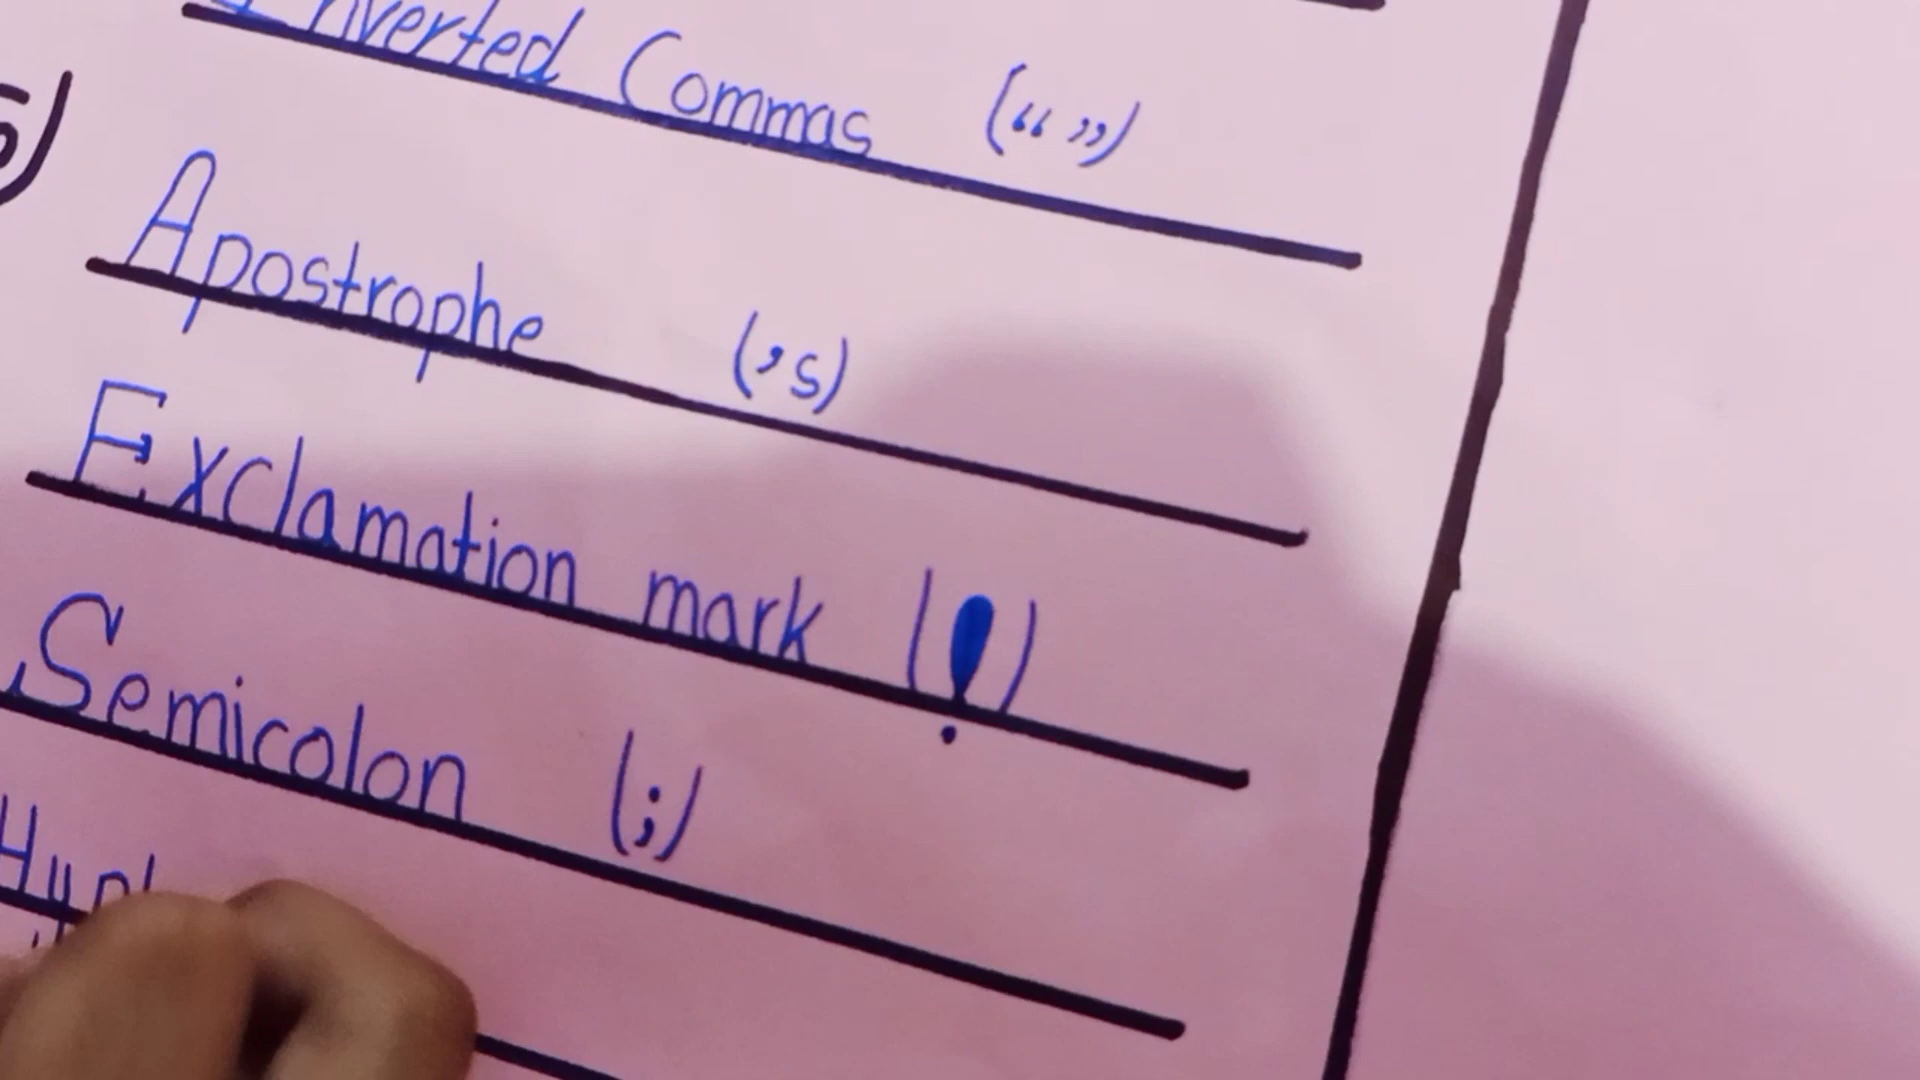 Inverted Commas (“ ”)
Apostrophe (’s)
Exclamation mark (!)
Semicolon (;)